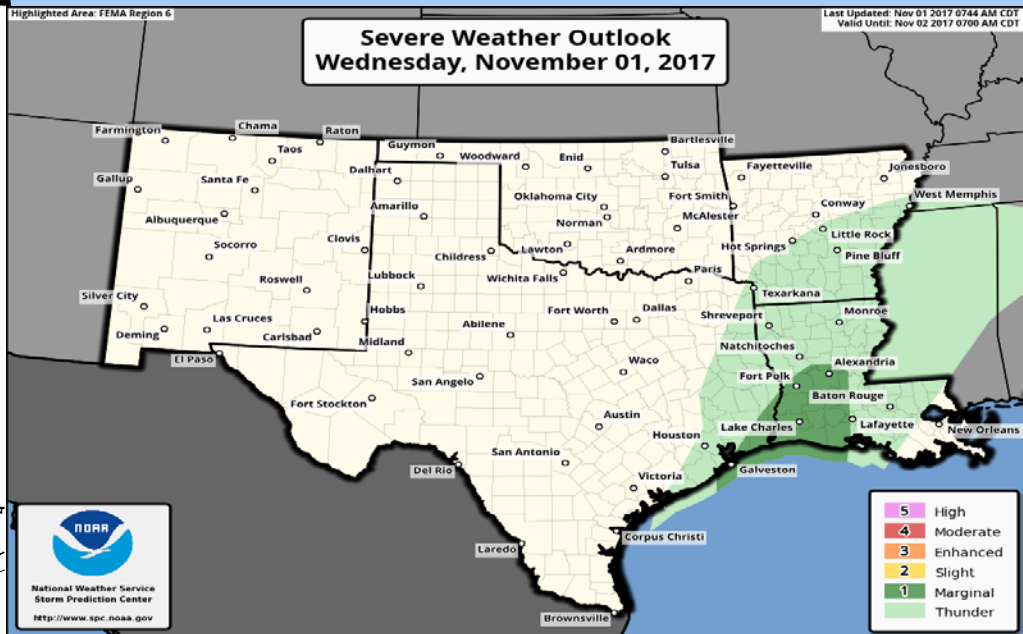 Highlighted Area: FEMA Region 6
Last Updated: Nov 01 2017 0744 AM CDT
Valid Until: Nov 02 2017 0700 AM CDT
Severe Weather Outlook
Wednesday, November 01, 2017
Farmington
Chama
Raton
Taos
Guymon
Woodward
Enid
Bartlesville
Tulsa
Fayetteville
Jonesboro
Gallup
Santa Fe
Dalhart
Amarillo
Oklahoma City
Fort Smith
Conway
West Memphis
Albuquerque
Norman
McAlester
Socorro
Clovis
Childress
Lawton
Ardmore
Hot Springs
Little Rock
Pine Bluff
Roswell
Lubbock
Wichita Falls
Paris
Texarkana
Silver City
Las Cruces
Hobbs
Fort Worth
Dallas
Shreveport
Monroe
Deming
Carlsbad
Midland
Abilene
Natchitoches
El Paso
Waco
Alexandria
San Angelo
Fort Polk
Baton Rouge
Fort Stockton
Austin
Lake Charles
Lafayette
New Orleans
Houston
San Antonio
Del Rio
Victoria
Galveston
Corpus Christi
Laredo
Brownsville
NOAA
National Weather Service
Storm Prediction Center
http://www.spc.noaa.gov
5 High
4 Moderate
3 Enhanced
2 Slight
1 Marginal
Thunder